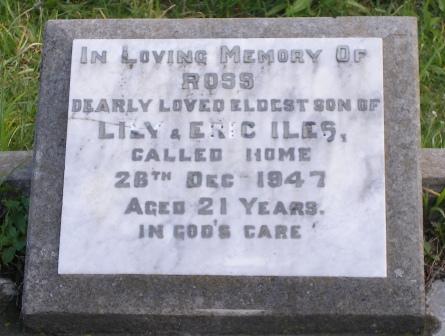 In Loving Memory Of
ROSS
DEARLY LOVED ELDEST SON OF
LILY & ERIC ILES,
CALLED HOME
28TH DEC 1947
AGED 21 YEARS.
IN GOD'S CARE